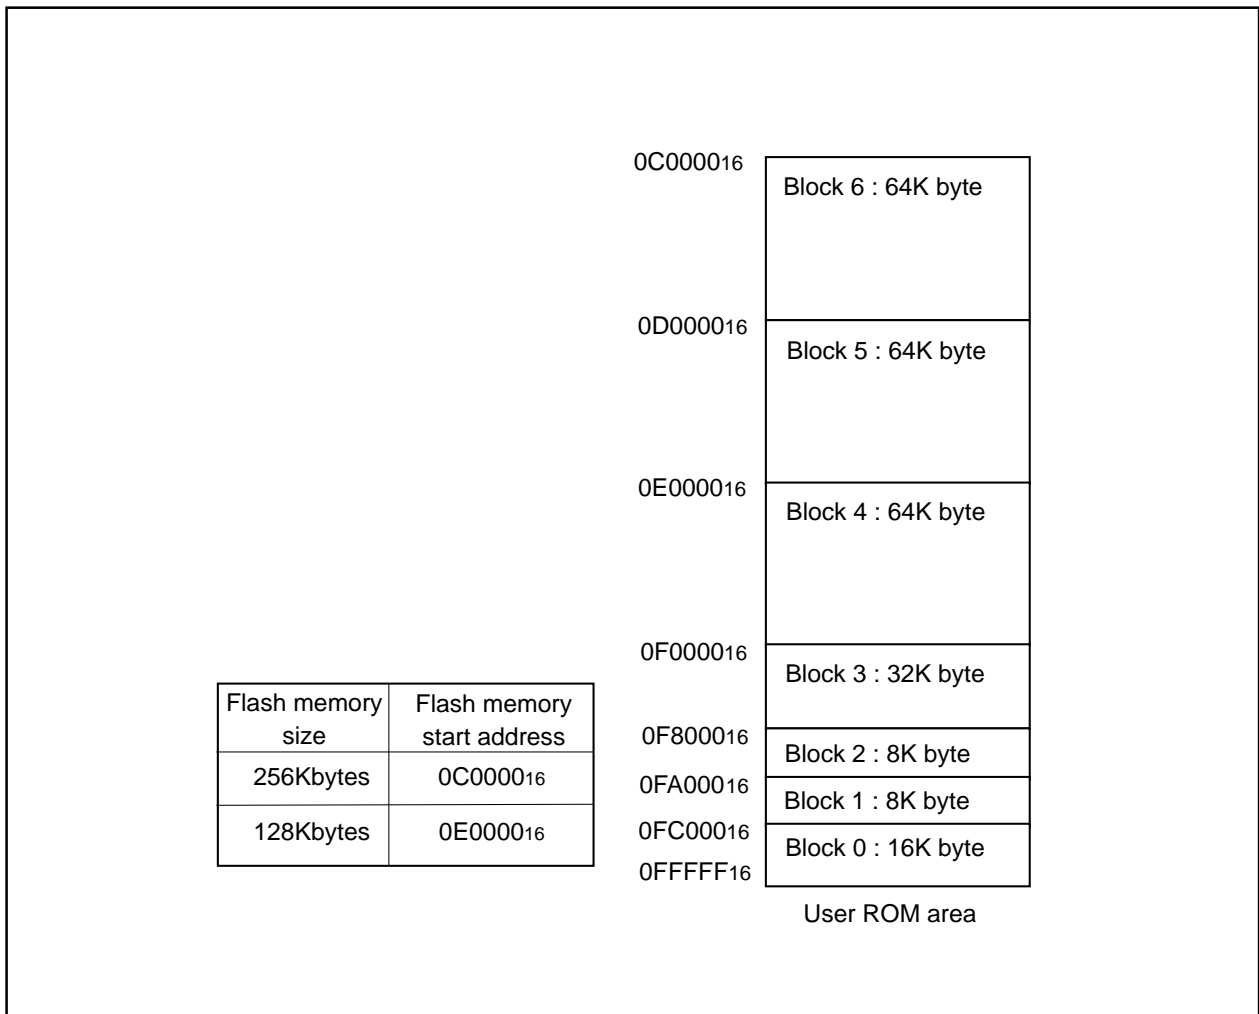 0C000016
Block 6 : 64K byte
0D000016
Block 5 : 64K byte
0E000016
Block 4 : 64K byte
0F000016
Block 3 : 32K byte
0F800016
Block 2 : 8K byte
0FA00016
Block 1 : 8K byte
0FC00016
Block 0 : 16K byte
0FFFFF16
User ROM area
Flash memory size
Flash memory start address
256Kbytes
0C000016
128Kbytes
0E000016